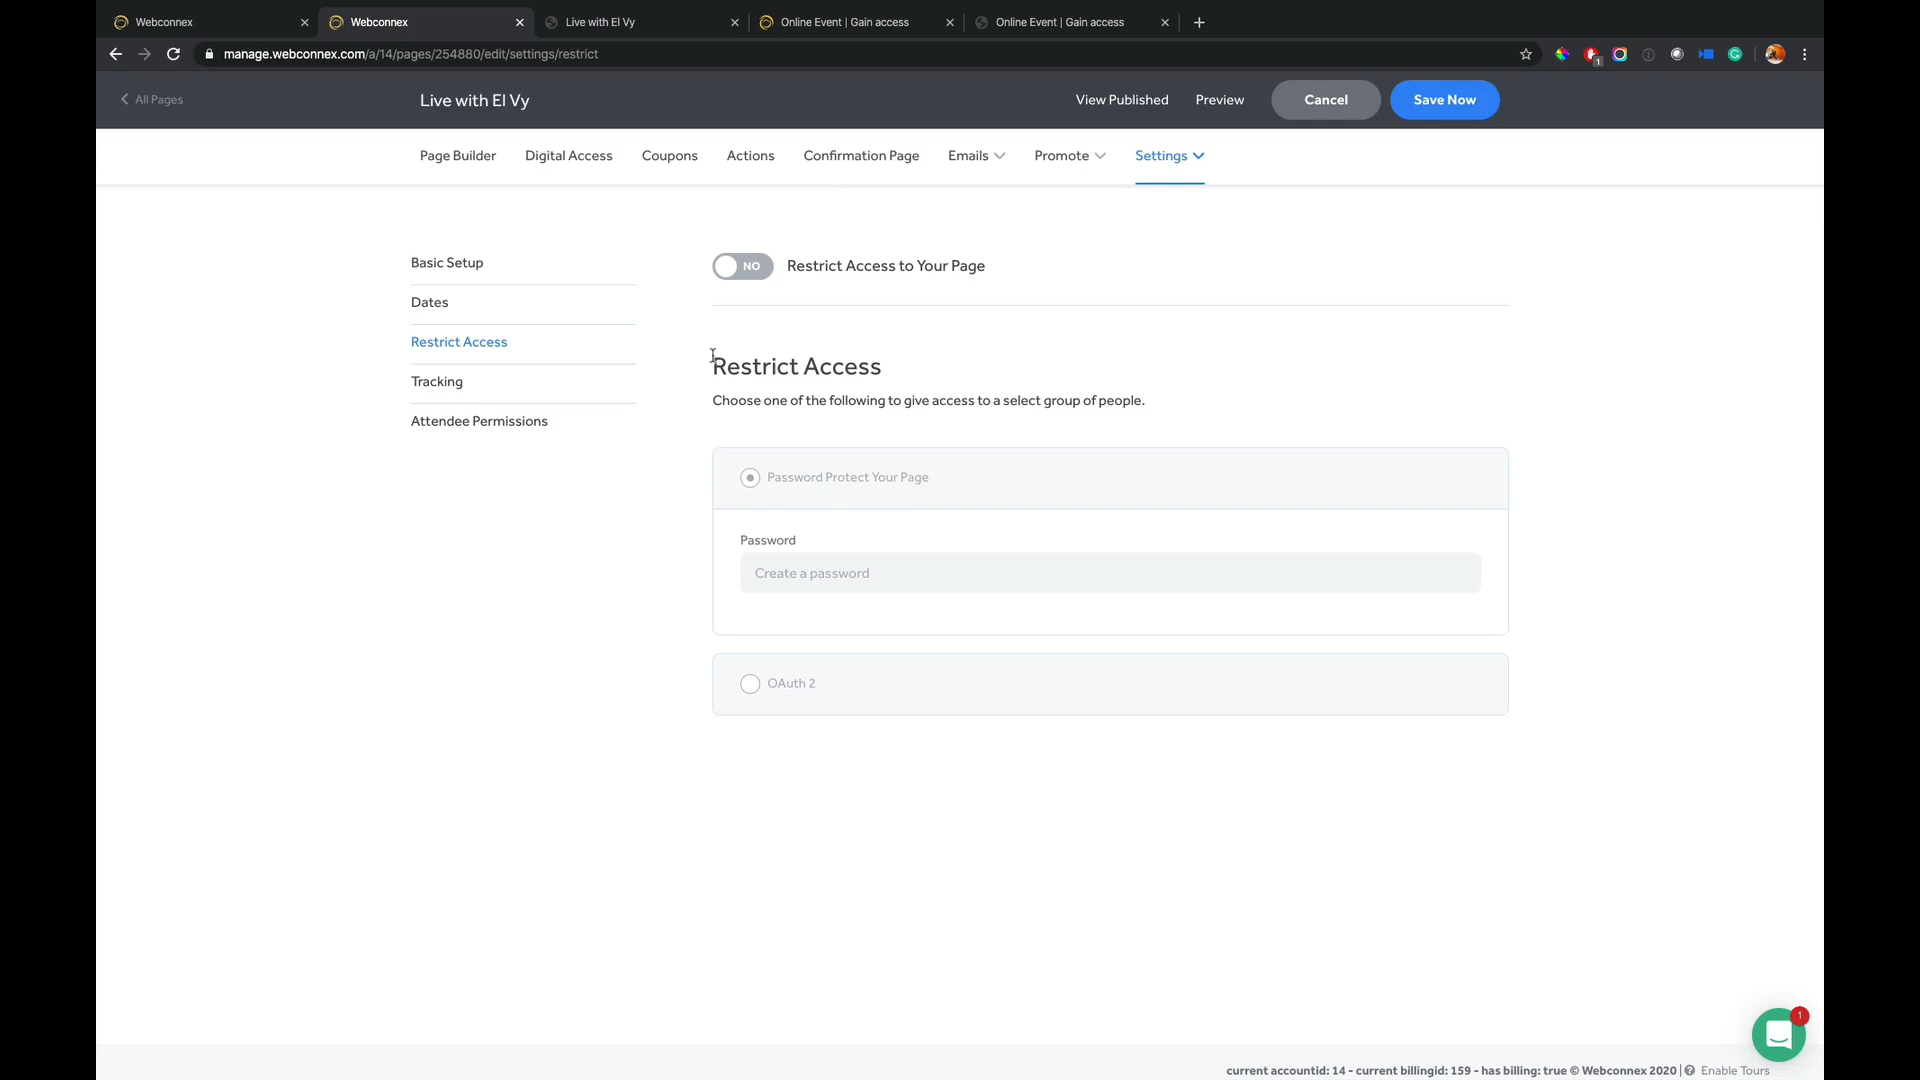 Webconnex
Webconnex
Live with El Vy
Online Event | Gain access
Online Event | Gain access
manage.webconnex.com/a/14/pages/254880/edit/settings/restrict
1
All Pages
Live with El Vy
View Published
Preview
Cancel
Save Now
Page Builder
Digital Access
Coupons
Actions
Confirmation Page
Emails
Promote
Settings
Basic Setup
Dates
Restrict Access
Tracking
Attendee Permissions
NO
Restrict Access to Your Page
Restrict Access
Choose one of the following to give access to a select group of people.
Password Protect Your Page
Password
Create a password
OAuth 2
1
current accountid: 14 - current billingid: 159 - has billing: true © Webconnex 2020 | ? Enable Tours